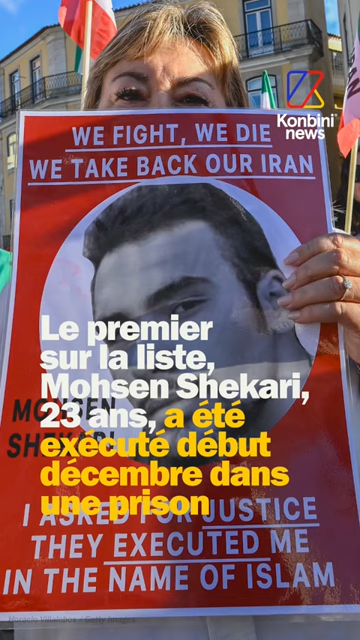 Konbini
news
WE FIGHT, WE DIE
WE TAKE BACK OUR IRAN
Le premier
sur la liste,
Mohsen Shekari,
23 ans, a été
exécuté début
décembre dans
une prison
MOHSEN
SHEKARI
I ASKED FOR JUSTICE
THEY EXECUTED ME
IN THE NAME OF ISLAM